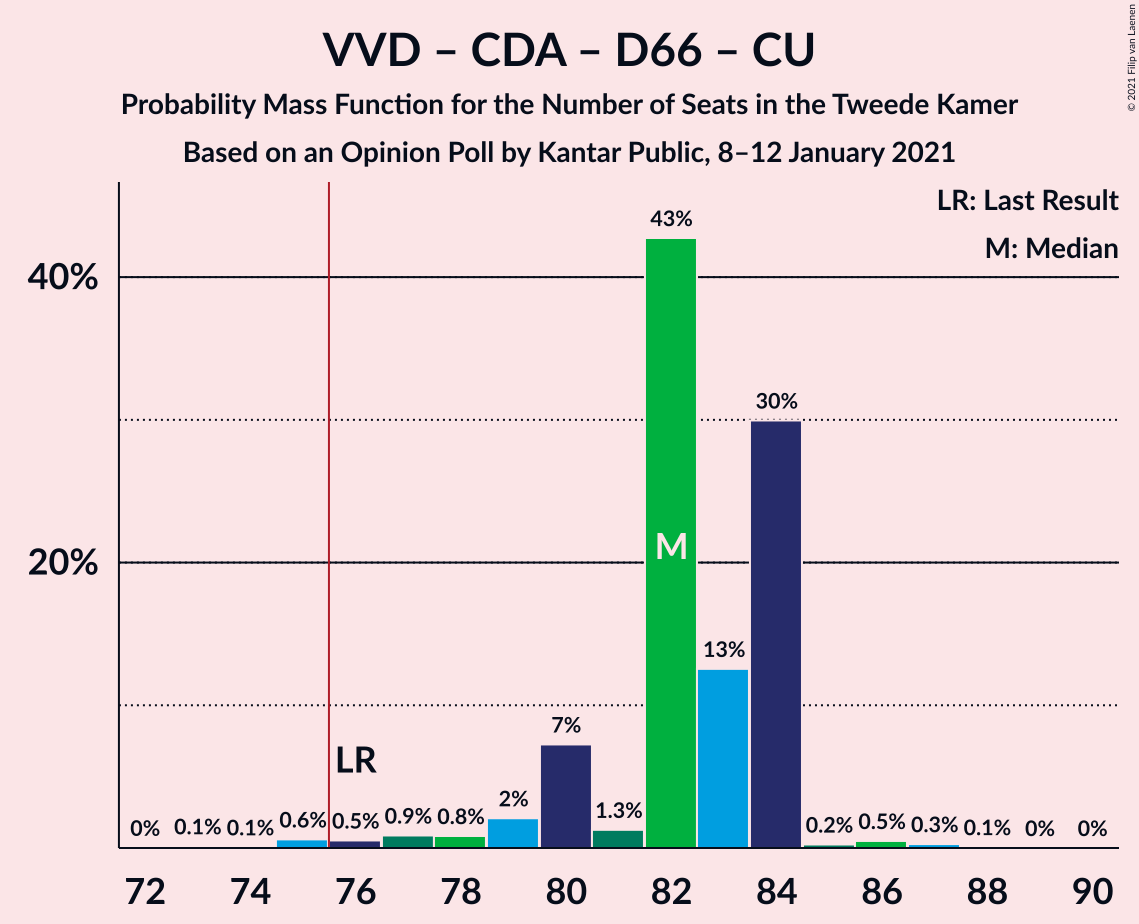 VVD – CDA – D66 – CU
Probability Mass Function for the Number of Seats in the Tweede Kamer
Based on an Opinion Poll by Kantar Public, 8–12 January 2021
© 2021 Filip van Laenen
LR: Last Result
M: Median
43%
40%
30%
M
20%
13%
7%
LR
0% 0.1% 0.1% 0.6% 0.5% 0.9% 0.8% 2% 1.3% 0.2% 0.5% 0.3% 0.1% 0% 0%
72 74 76 78 80 82 84 86 88 90